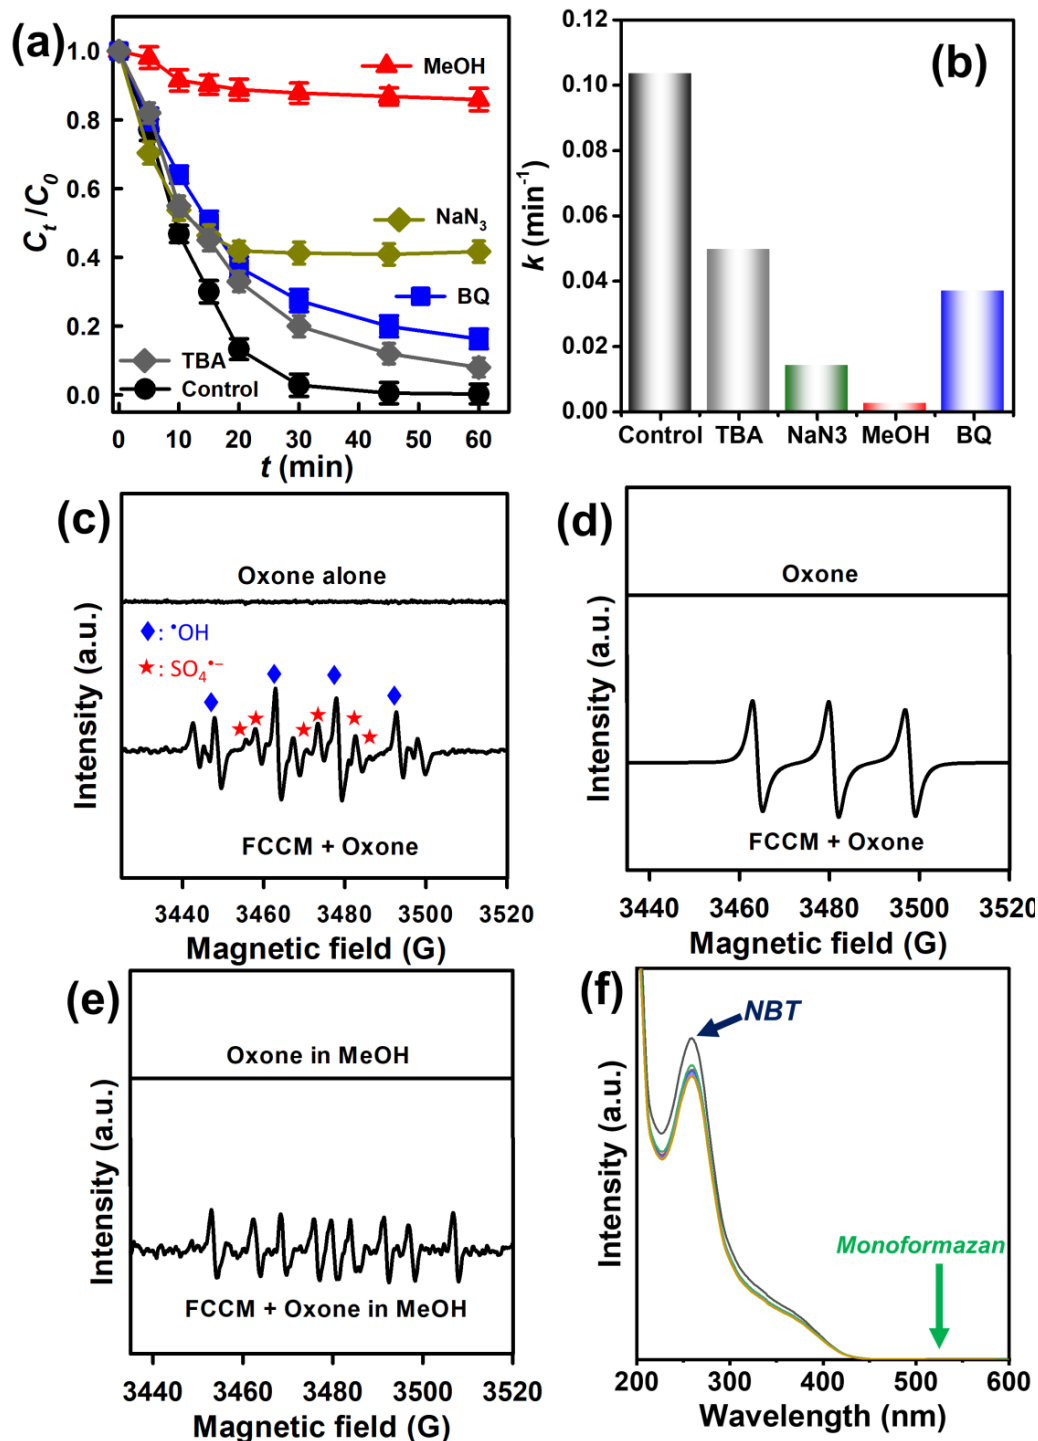 (a)
C_t/C_0
1.0
0.8
0.6
0.4
0.2
0.0
MeOH
NaN₃
BQ
TBA
Control
0 10 20 30 40 50 60
t (min)
(b)
k (min⁻¹)
0.12
0.10
0.08
0.06
0.04
0.02
0.00
Control TBA NaN3 MeOH BQ
(c)
Intensity (a.u.)
Oxone alone
: •OH
: SO₄•−
FCCM + Oxone
3440 3460 3480 3500 3520
Magnetic field (G)
(d)
Intensity (a.u.)
Oxone
FCCM + Oxone
3440 3460 3480 3500 3520
Magnetic field (G)
(e)
Intensity (a.u.)
Oxone in MeOH
FCCM + Oxone in MeOH
3440 3460 3480 3500 3520
Magnetic field (G)
(f)
Intensity (a.u.)
NBT
Monoformazan
200 300 400 500 600
Wavelength (nm)